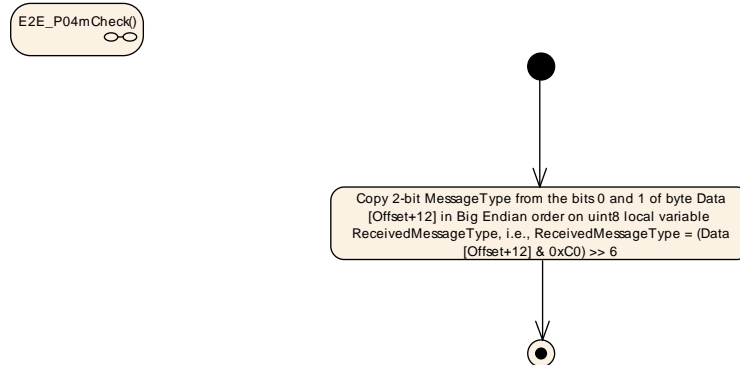 E2E_P04mCheck()
Copy 2-bit MessageType from the bits 0 and 1 of byte Data
[Offset+12] in Big Endian order on uint8 local variable
ReceivedMessageType, i.e., ReceivedMessageType = (Data
[Offset+12] & 0xC0) >> 6